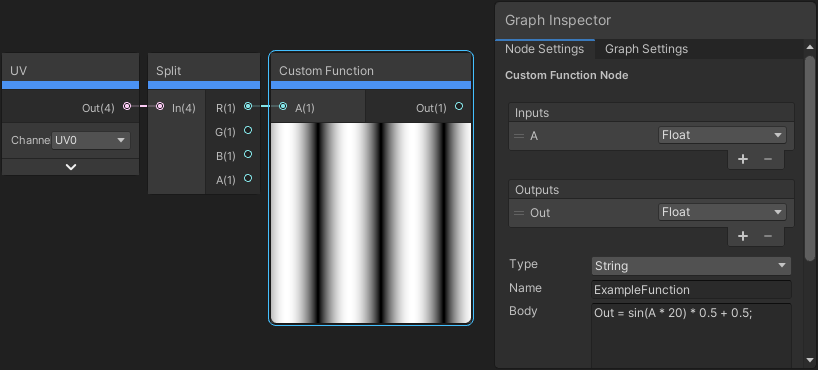 UV
Out(4)
Channe UV0
Split
In(4)
R(1)
G(1)
B(1)
A(1)
Custom Function
A(1)
Out(1)
Graph Inspector
Node Settings
Graph Settings
Custom Function Node
Inputs
A Float
+ −
Outputs
Out Float
+ −
Type String
Name ExampleFunction
Body Out = sin(A * 20) * 0.5 + 0.5;